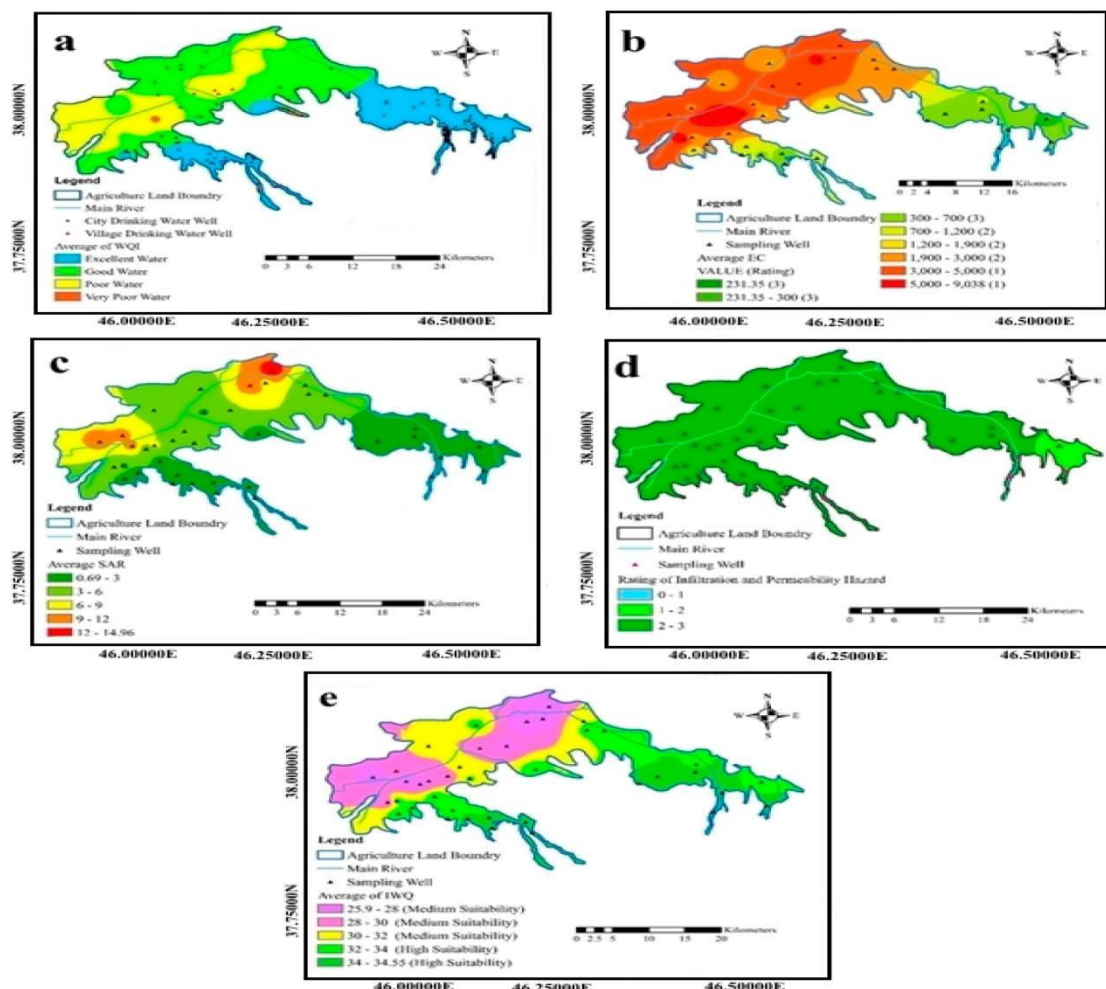 a
N
W E
S
38.00000N
37.75000N
Legend
Agriculture Land Boundry
Main River
City Drinking Water Well
Village Drinking Water Well
Average of WQI
Excellent Water
Good Water
Poor Water
Very Poor Water
Kilometers
0 3 6 12 18 24
46.00000E 46.25000E 46.50000E
b
N
W E
S
38.00000N
37.75000N
Kilometers
0 2 4 8 12 16
Legend
Agriculture Land Boundry
Main River
Sampling Well
Average EC
VALUE (Rating)
231.35 (3)
231.35 - 300 (3)
300 - 700 (3)
700 - 1,200 (2)
1,200 - 1,900 (2)
1,900 - 3,000 (2)
3,000 - 5,000 (1)
5,000 - 9,038 (1)
46.00000E 46.25000E 46.50000E
c
N
W E
S
38.00000N
37.75000N
Legend
Agriculture Land Boundry
Main River
Sampling Well
Average SAR
0.69 - 3
3 - 6
6 - 9
9 - 12
12 - 14.96
Kilometers
0 3 6 12 18 24
46.00000E 46.25000E 46.50000E
d
N
W E
S
38.00000N
37.75000N
Legend
Agriculture Land Boundry
Main River
Sampling Well
Rating of Infiltration and Permeability Hazard
0 - 1
1 - 2
2 - 3
Kilometers
0 3 6 12 18 24
46.00000E 46.25000E 46.50000E
e
N
W E
S
38.00000N
37.75000N
Legend
Agriculture Land Boundry
Main River
Sampling Well
Average of IWQ
25.9 - 28 (Medium Suitability)
28 - 30 (Medium Suitability)
30 - 32 (Medium Suitability)
32 - 34 (High Suitability)
34 - 34.55 (High Suitability)
Kilometers
0 2.5 5 10 15 20
46.00000E 46.25000E 46.50000E